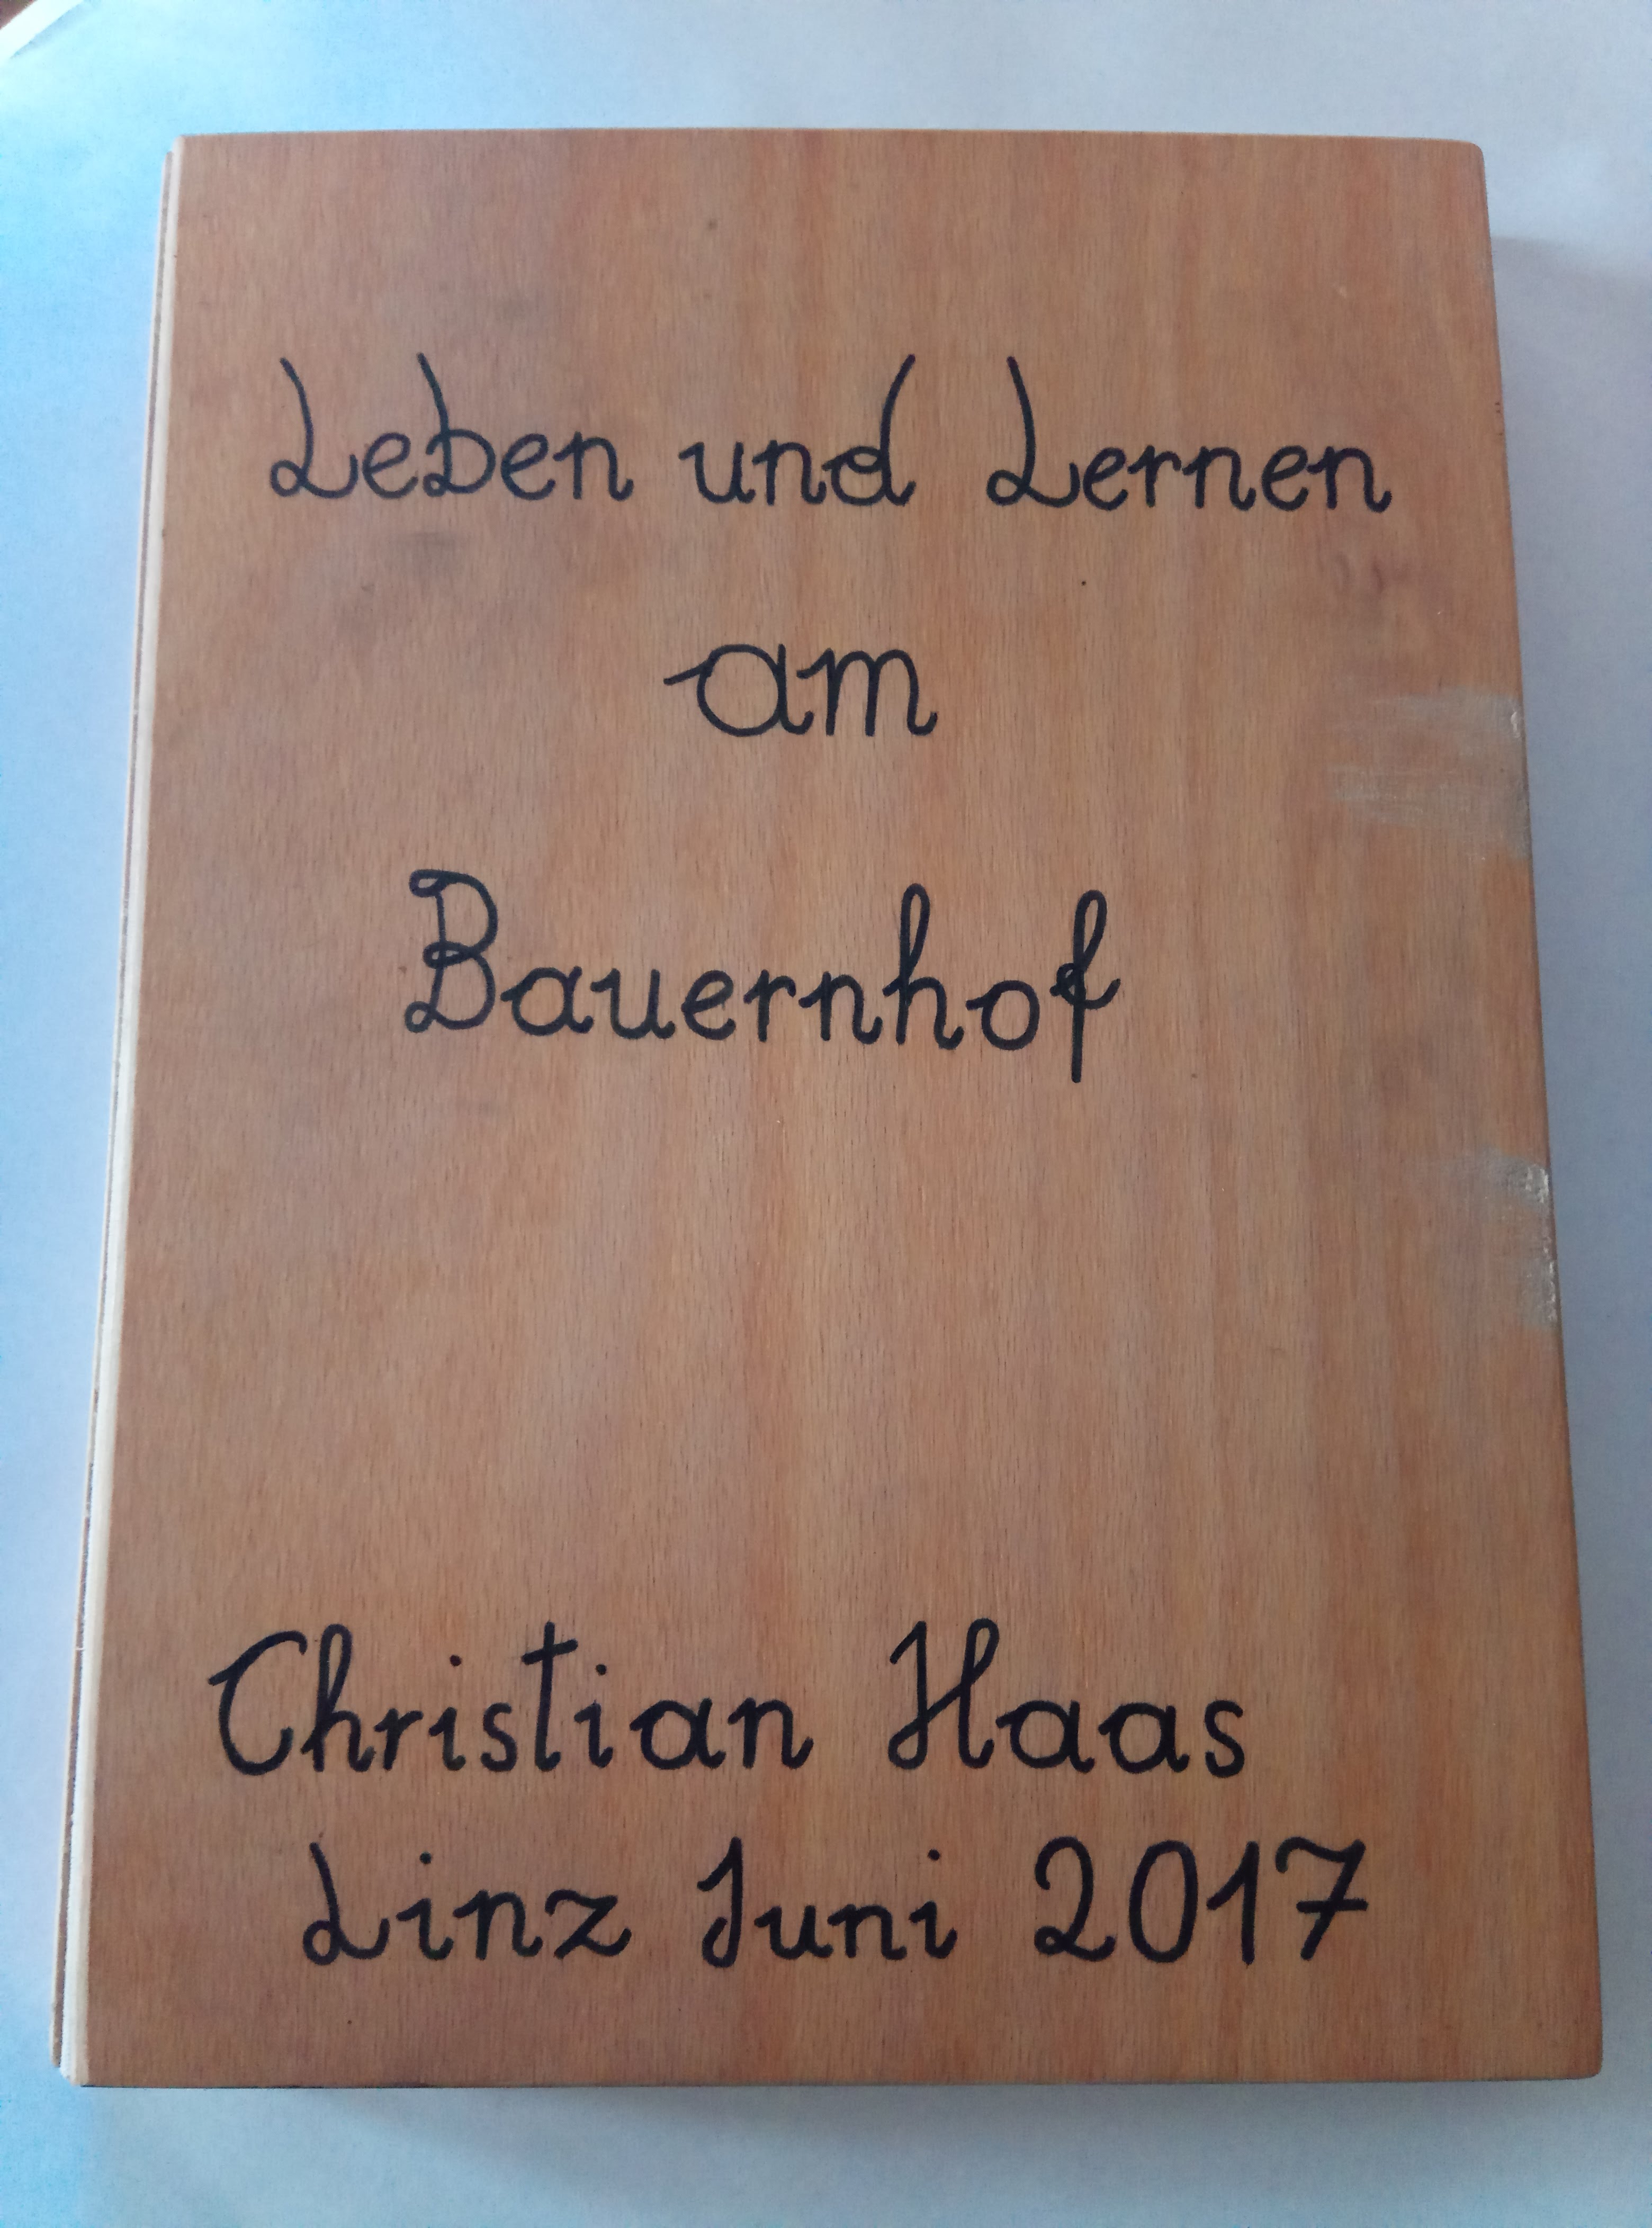 Leben und Lernen
am
Bauernhof
Christian Haas
Linz Juni 2017